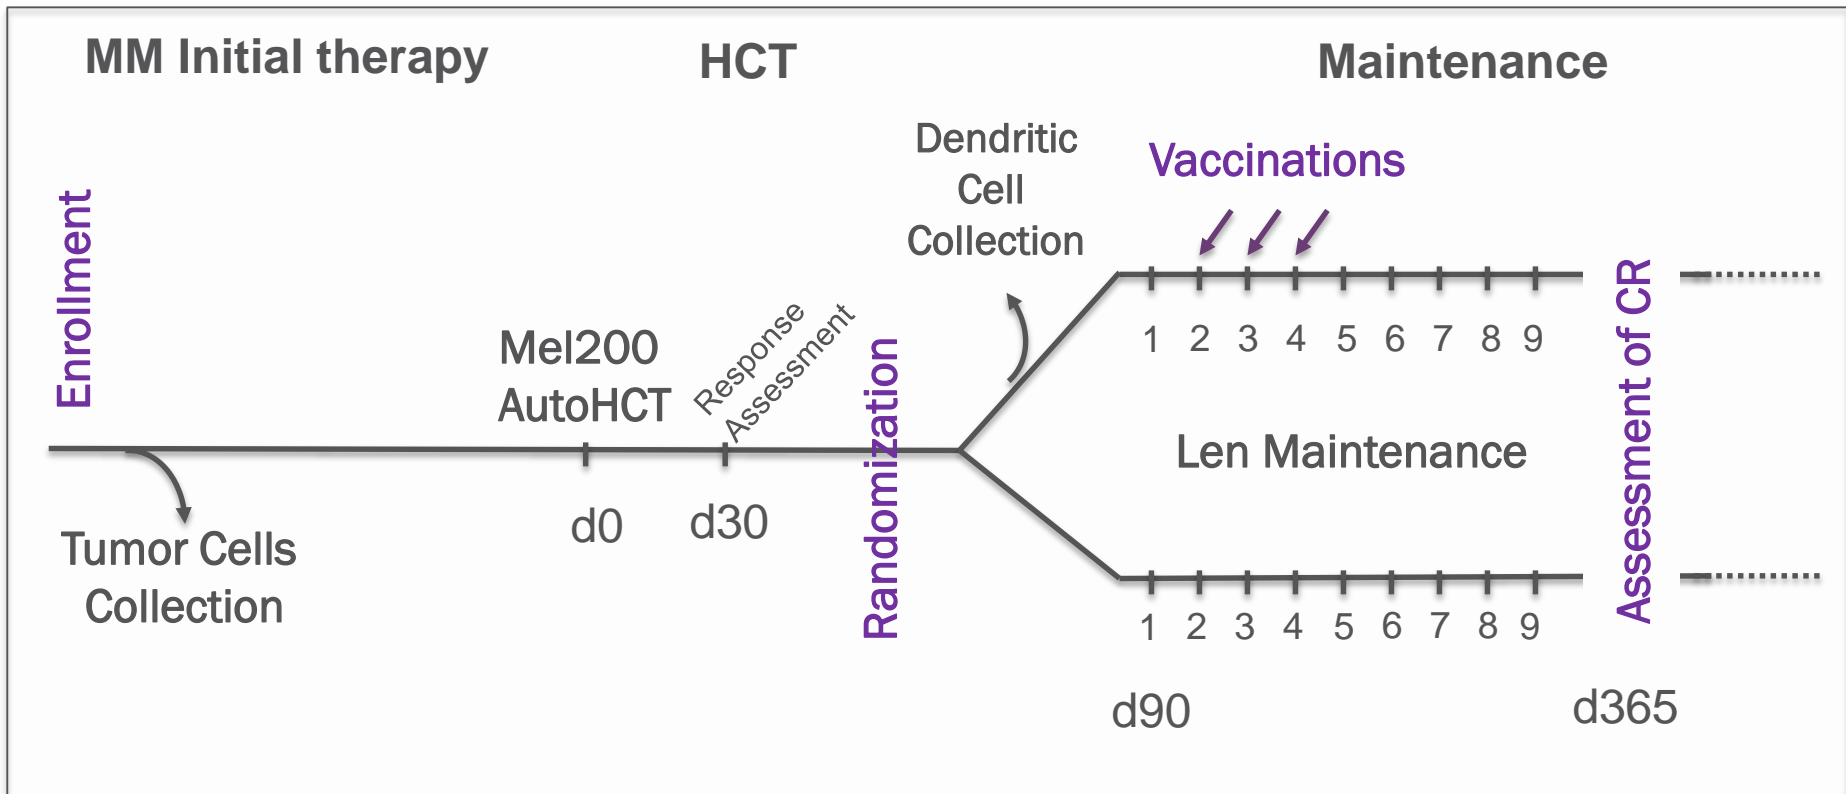 MM Initial therapy
HCT
Maintenance
Enrollment
Tumor Cells
Collection
Mel200
AutoHCT
d0
Response
Assessment
d30
Randomization
Dendritic
Cell
Collection
Vaccinations
1 2 3 4 5 6 7 8 9
Len Maintenance
1 2 3 4 5 6 7 8 9
d90
Assessment of CR
d365